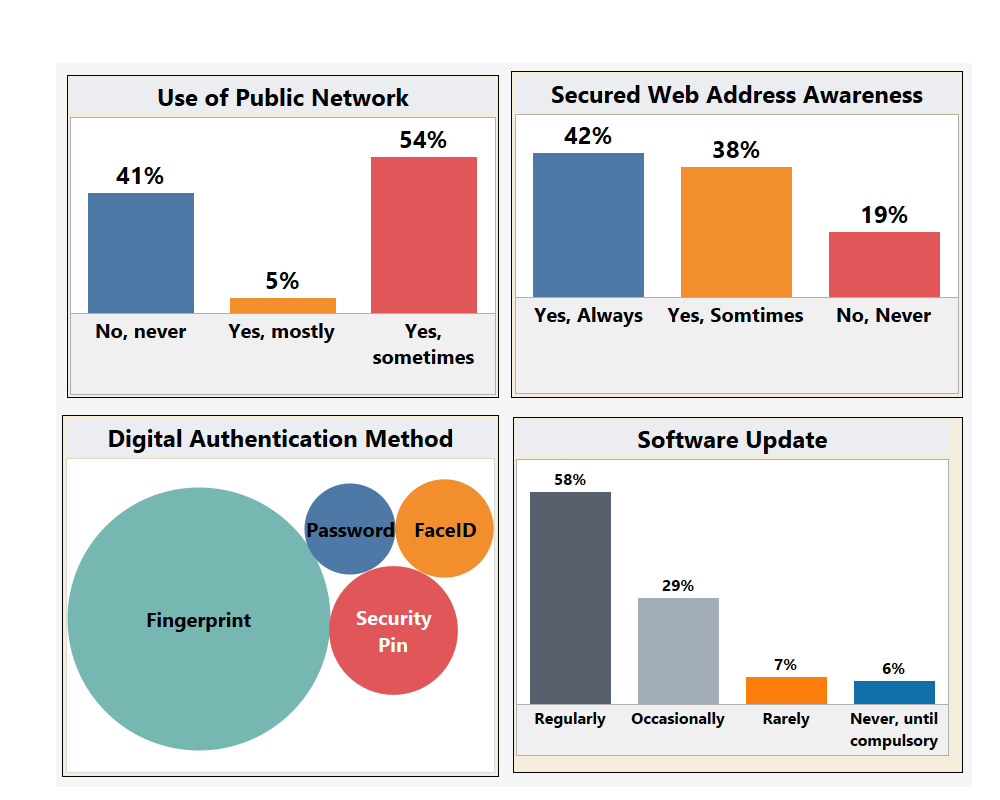 Use of Public Network
54%
41%
5%
No, never
Yes, mostly
Yes,
sometimes
Secured Web Address Awareness
42%
38%
19%
Yes, Always
Yes, Somtimes
No, Never
Digital Authentication Method
Password
FaceID
Fingerprint
Security
Pin
Software Update
58%
29%
7%
6%
Regularly
Occasionally
Rarely
Never, until
compulsory